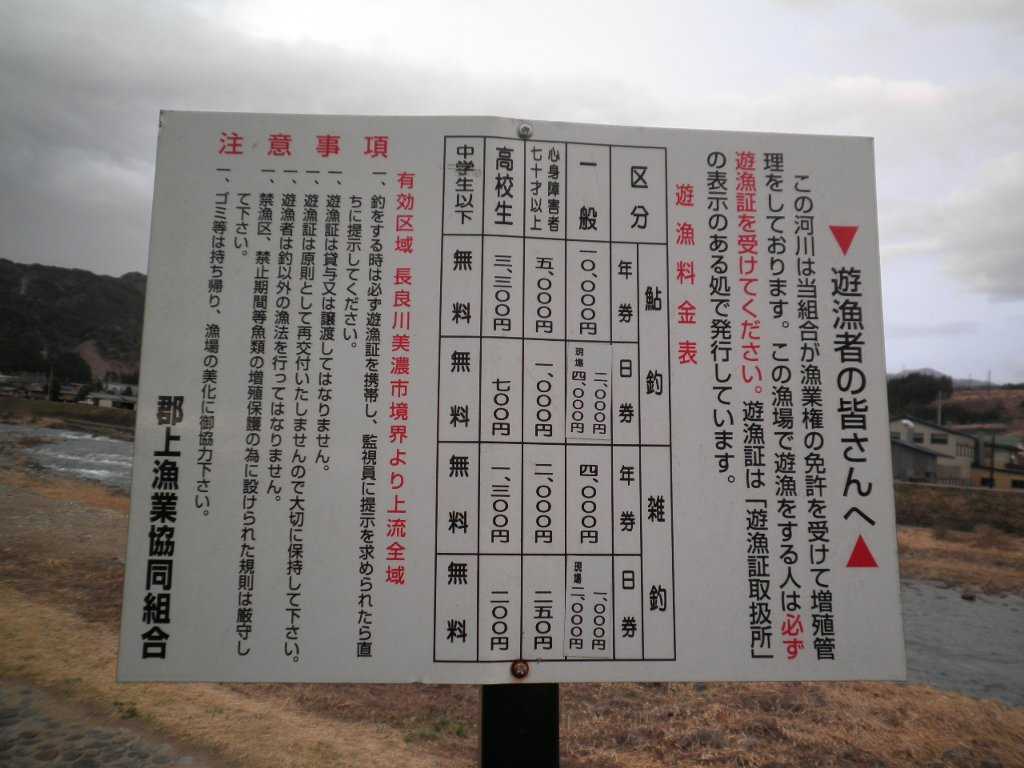 ▼遊漁者の皆さんへ▲
この河川は当組合が漁業権の免許を受けて増殖管
理をしております。この漁場で遊漁をする人は必ず
遊漁証を受けてください。遊漁証は「遊漁証取扱所」
の表示のある処で発行しています。
遊漁料金表
区分 鮎釣 雑釣
年券 日券 年券 日券
一般 一〇、〇〇〇円 二、〇〇〇円 現場四、〇〇〇円 四、〇〇〇円 一、〇〇〇円 現場二、〇〇〇円
心身障害者 七十才以上 五、〇〇〇円 一、〇〇〇円 二、〇〇〇円 二五〇円
高校生 三、三〇〇円 七〇〇円 一、三〇〇円 二〇〇円
中学生以下 無料 無料 無料 無料
有効区域 長良川美濃市境界より上流全域
注意事項
一、釣をする時は必ず遊漁証を携帯し、監視員に提示を求められたら直
ちに提示してください。
一、遊漁証は貸与又は譲渡してはなりません。
一、遊漁証は原則として再交付いたしませんので大切に保持して下さい。
一、遊漁者は釣以外の漁法を行ってはなりません。
一、禁漁区、禁止期間等魚類の増殖保護の為に設けられた規則は厳守し
て下さい。
一、ゴミ等は持ち帰り、漁場の美化に御協力下さい。
郡上漁業協同組合